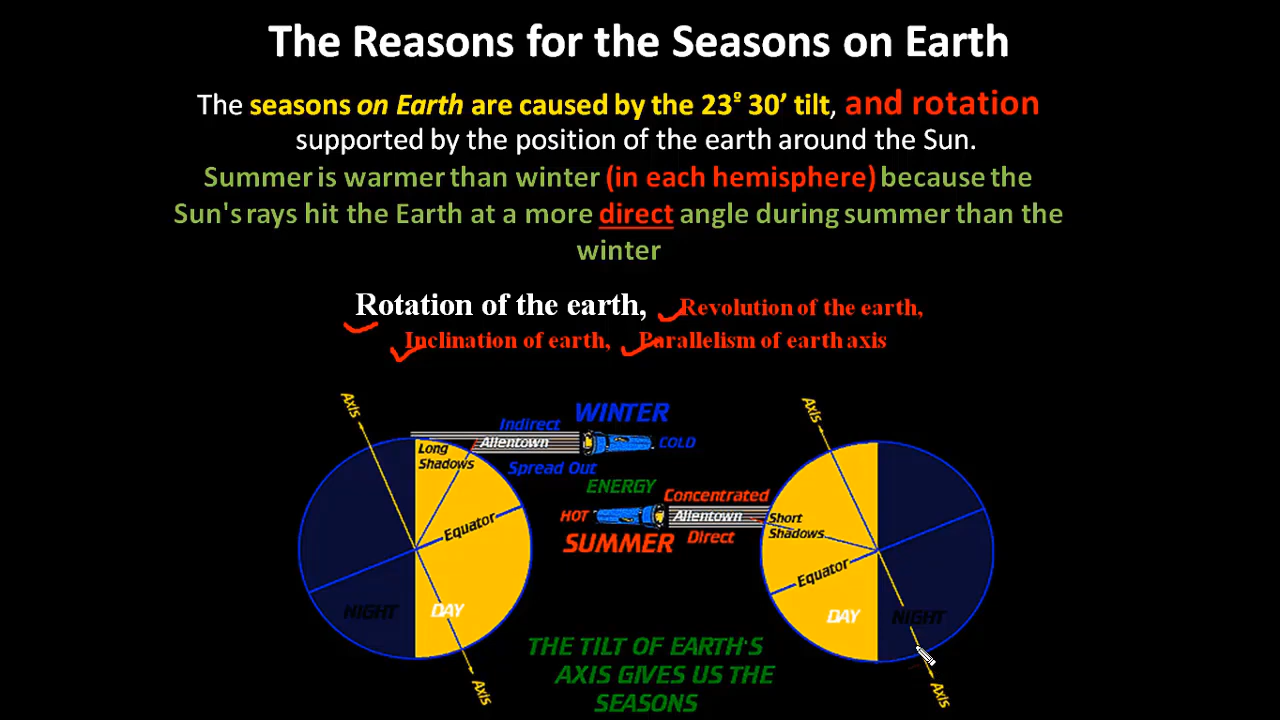 The Reasons for the Seasons on Earth
The seasons on Earth are caused by the 23º 30’ tilt, and rotation
supported by the position of the earth around the Sun.
Summer is warmer than winter (in each hemisphere) because the
Sun's rays hit the Earth at a more direct angle during summer than the
winter
Rotation of the earth, Revolution of the earth,
Inclination of earth, Parallelism of earth axis
Axis
Long
Shadows
Equator
NIGHT
DAY
Axis
WINTER
Indirect
Allentown
COLD
Spread Out
ENERGY
Concentrated
HOT
Allentown
SUMMER
Direct
THE TILT OF EARTH'S
AXIS GIVES US THE
SEASONS
Axis
Short
Shadows
Equator
DAY
NIGHT
Axis